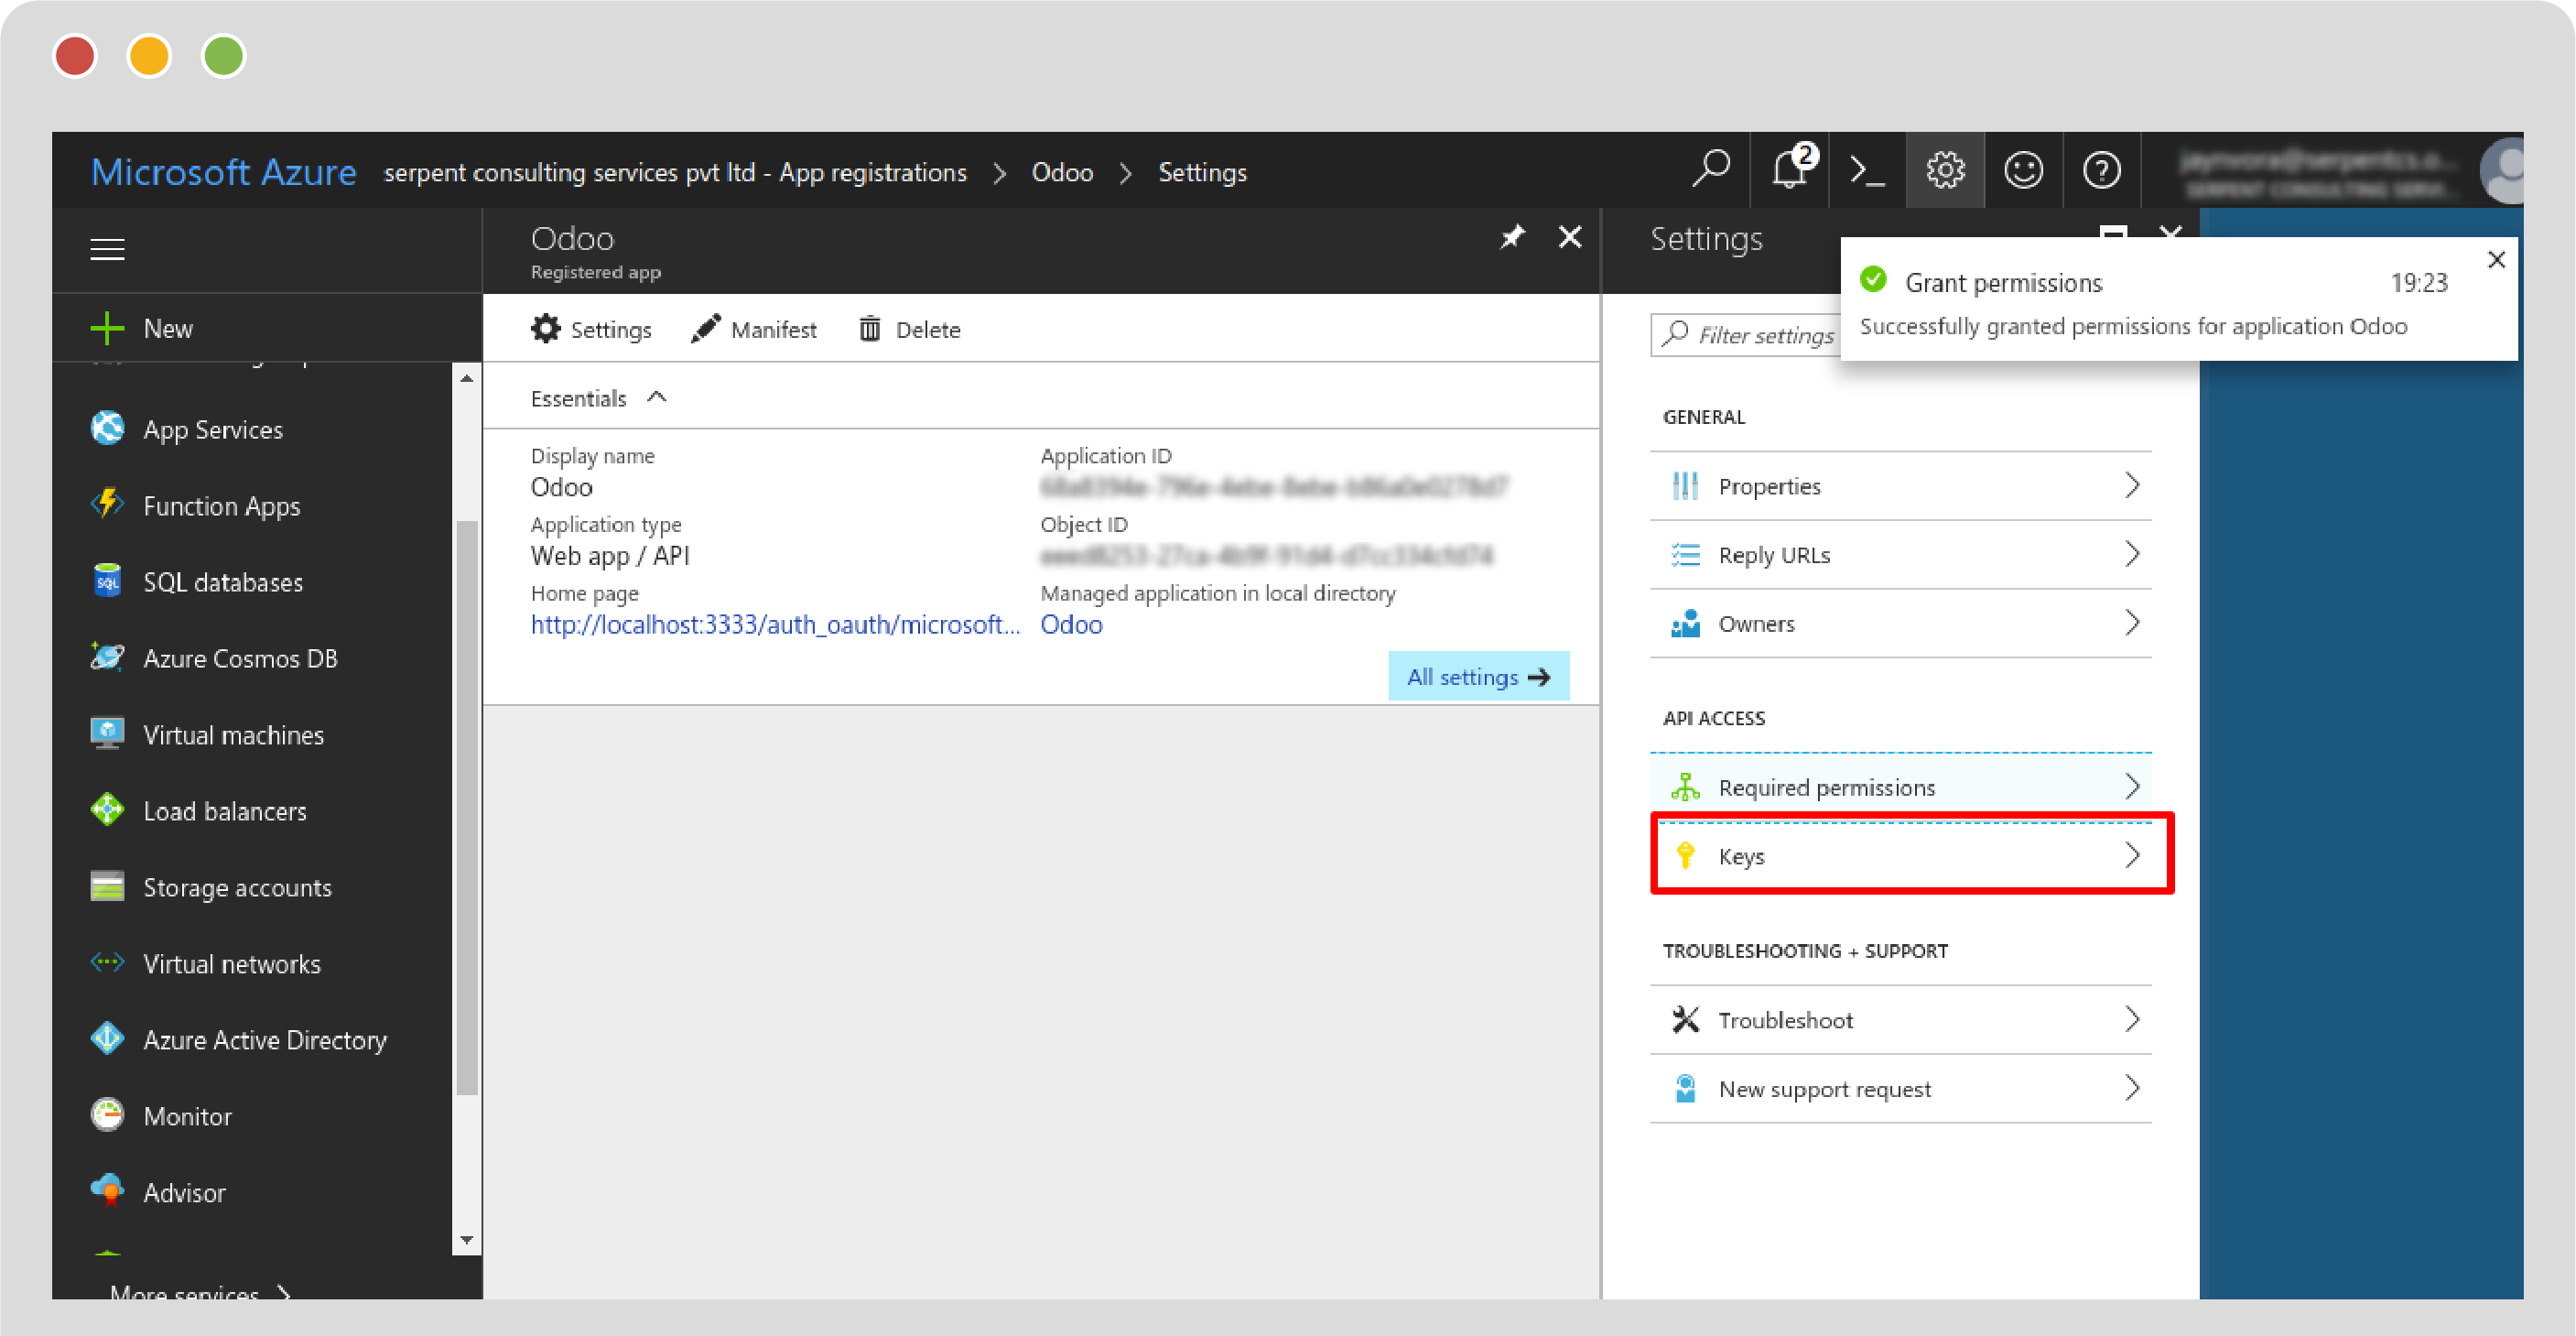 Microsoft Azure serpent consulting services pvt ltd - App registrations > Odoo > Settings
2
Odoo
Registered app
Settings
Grant permissions 19:23
Successfully granted permissions for application Odoo
New
App Services
Function Apps
SQL databases
Azure Cosmos DB
Virtual machines
Load balancers
Storage accounts
Virtual networks
Azure Active Directory
Monitor
Advisor
More services >
Settings Manifest Delete
Essentials
Display name
Odoo
Application type
Web app / API
Home page
http://localhost:3333/auth_oauth/microsoft...
Application ID
Object ID
Managed application in local directory
Odoo
All settings
Filter settings
GENERAL
Properties
Reply URLs
Owners
API ACCESS
Required permissions
Keys
TROUBLESHOOTING + SUPPORT
Troubleshoot
New support request